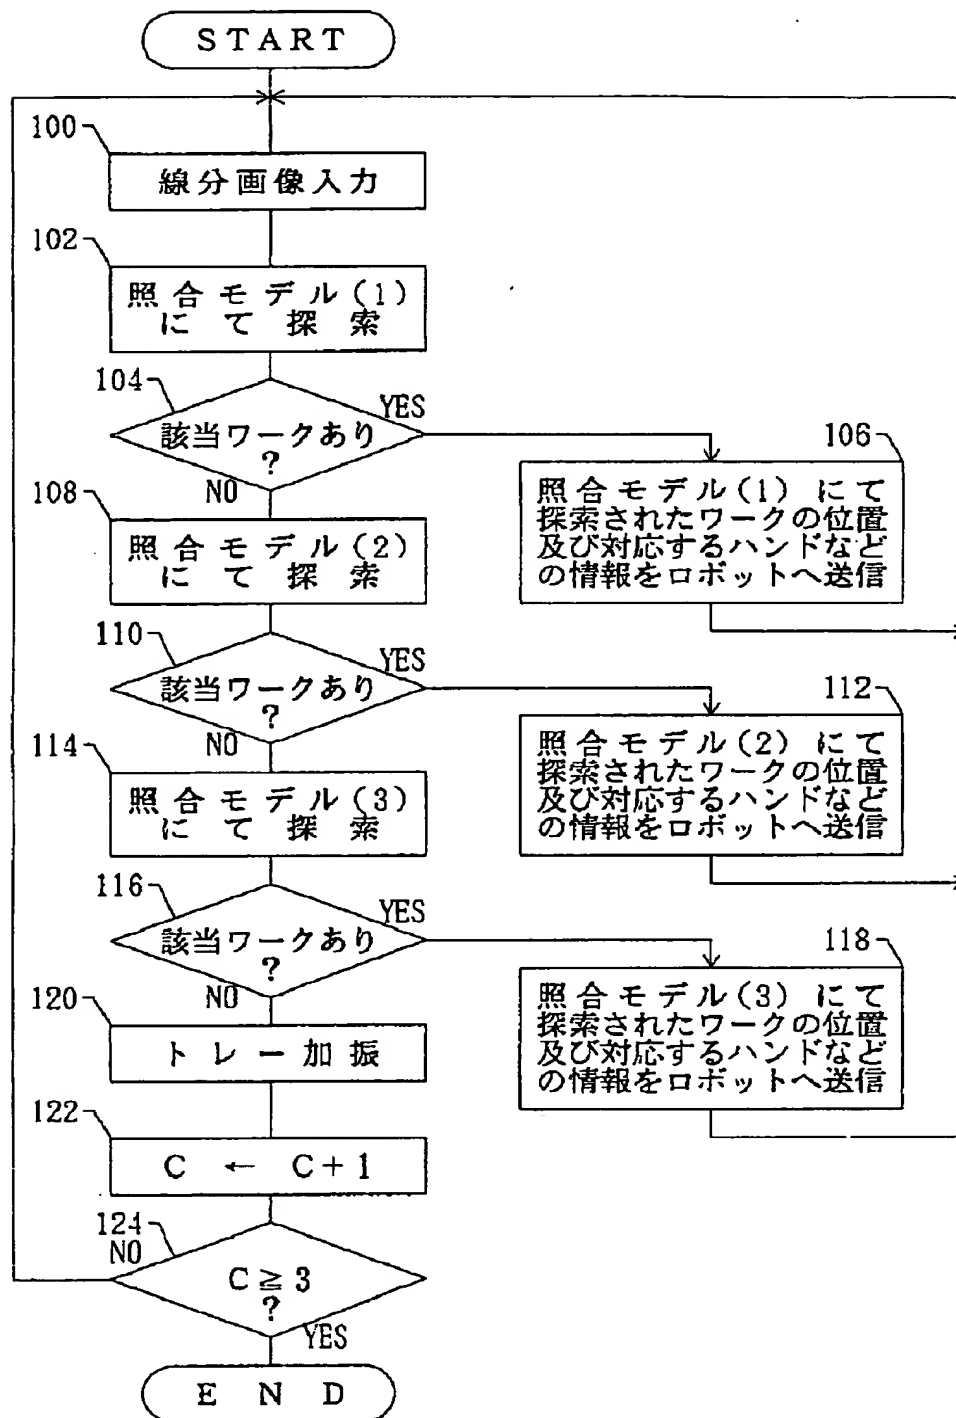 START
100
線分画像入力
102
照合モデル(1)
にて探索
104
YES
該当ワークあり
?
NO
106
照合モデル(1)にて
探索されたワークの位置
及び対応するハンドなど
の情報をロボットへ送信
108
照合モデル(2)
にて探索
110
YES
該当ワークあり
?
NO
112
照合モデル(2)にて
探索されたワークの位置
及び対応するハンドなど
の情報をロボットへ送信
114
照合モデル(3)
にて探索
116
YES
該当ワークあり
?
NO
118
照合モデル(3)にて
探索されたワークの位置
及び対応するハンドなど
の情報をロボットへ送信
120
トレー加振
122
C ← C+1
124
NO
C≧3
?
YES
END